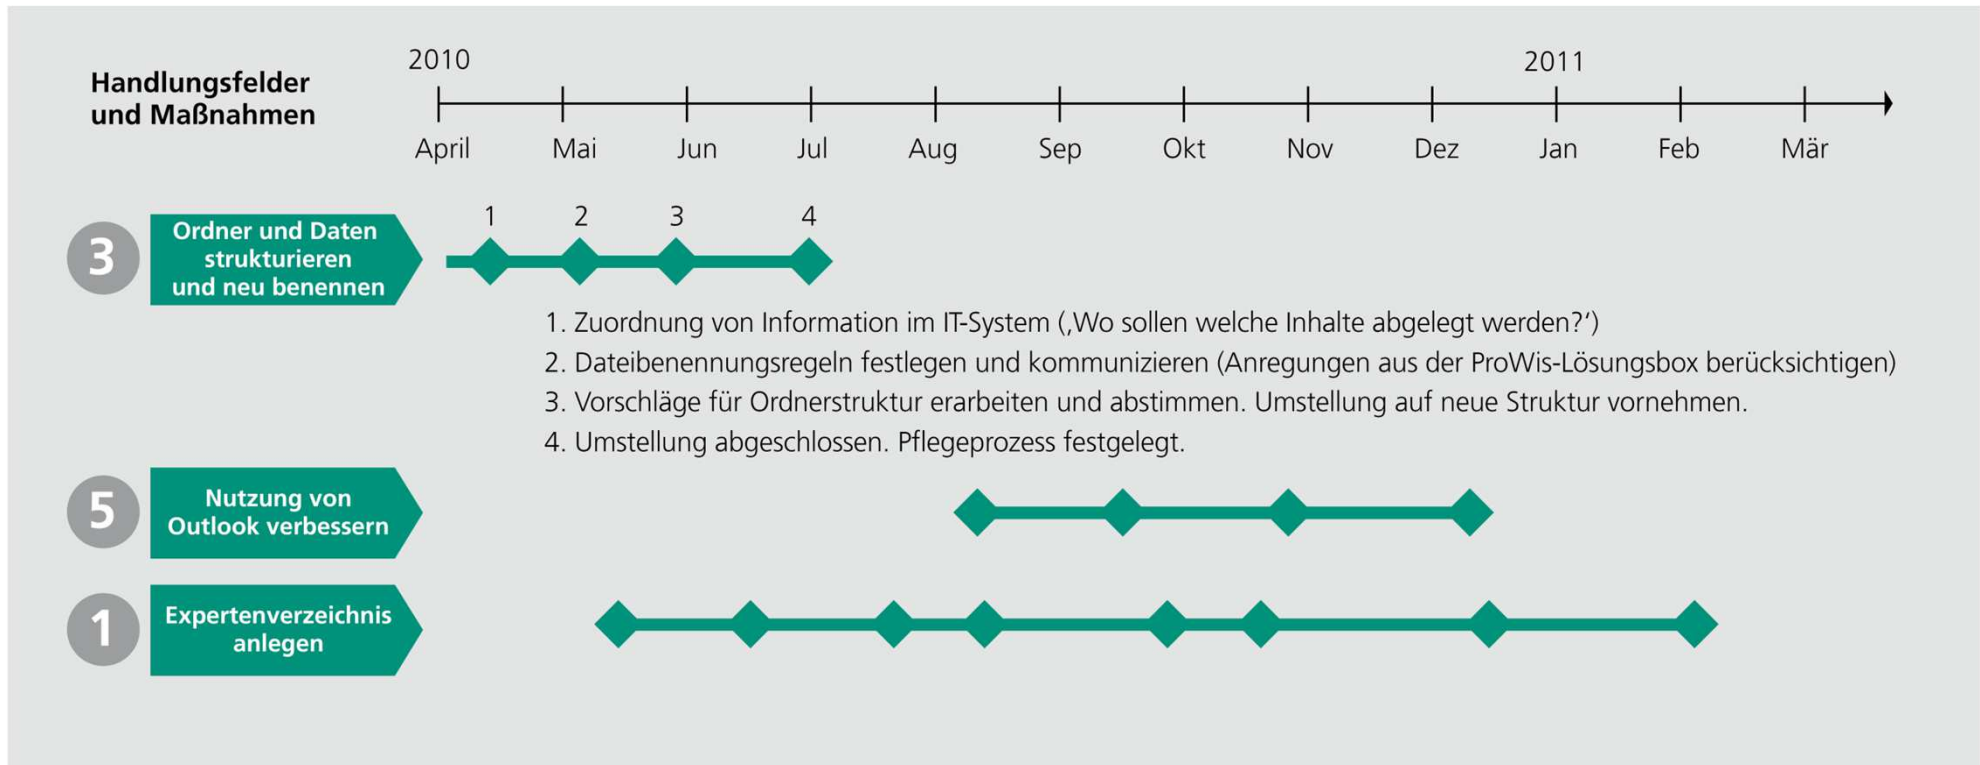 Handlungsfelder
und Maßnahmen
2010
2011
April Mai Jun Jul Aug Sep Okt Nov Dez Jan Feb Mär
3
Ordner und Daten
strukturieren
und neu benennen
1 2 3 4
1. Zuordnung von Information im IT-System (‚Wo sollen welche Inhalte abgelegt werden?‘)
2. Dateibenennungsregeln festlegen und kommunizieren (Anregungen aus der ProWis-Lösungsbox berücksichtigen)
3. Vorschläge für Ordnerstruktur erarbeiten und abstimmen. Umstellung auf neue Struktur vornehmen.
4. Umstellung abgeschlossen. Pflegeprozess festgelegt.
5
Nutzung von
Outlook verbessern
1
Expertenverzeichnis
anlegen